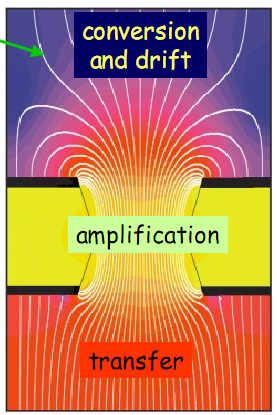 conversion
and drift
amplification
transfer